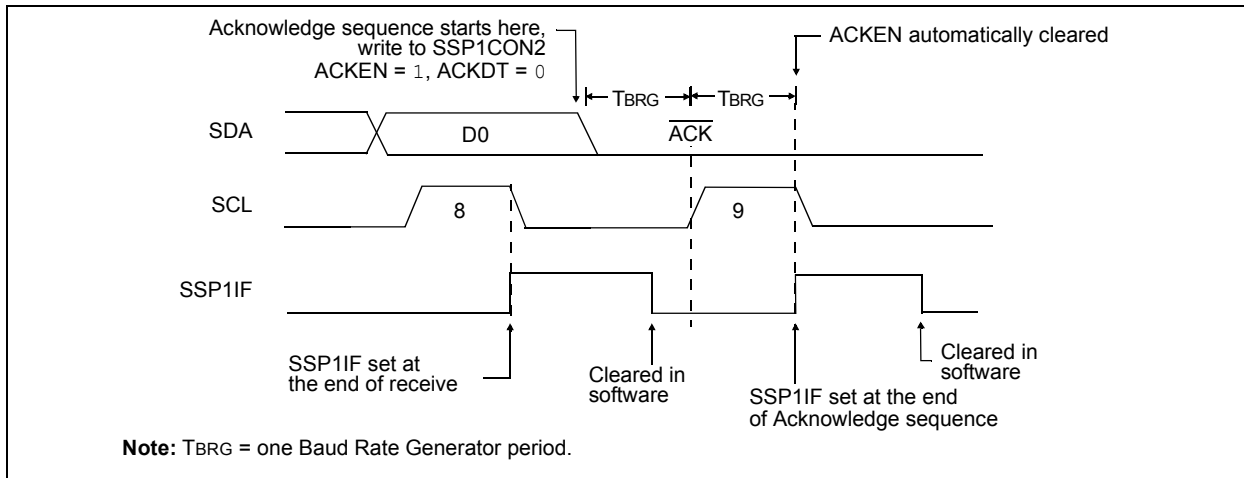 Acknowledge sequence starts here,
write to SSP1CON2
ACKEN = 1, ACKDT = 0
ACKEN automatically cleared
TBRG
TBRG
SDA
D0
ACK
SCL
8
9
SSP1IF
SSP1IF set at
the end of receive
Cleared in
software
SSP1IF set at the end
of Acknowledge sequence
Cleared in
software
Note: TBRG = one Baud Rate Generator period.